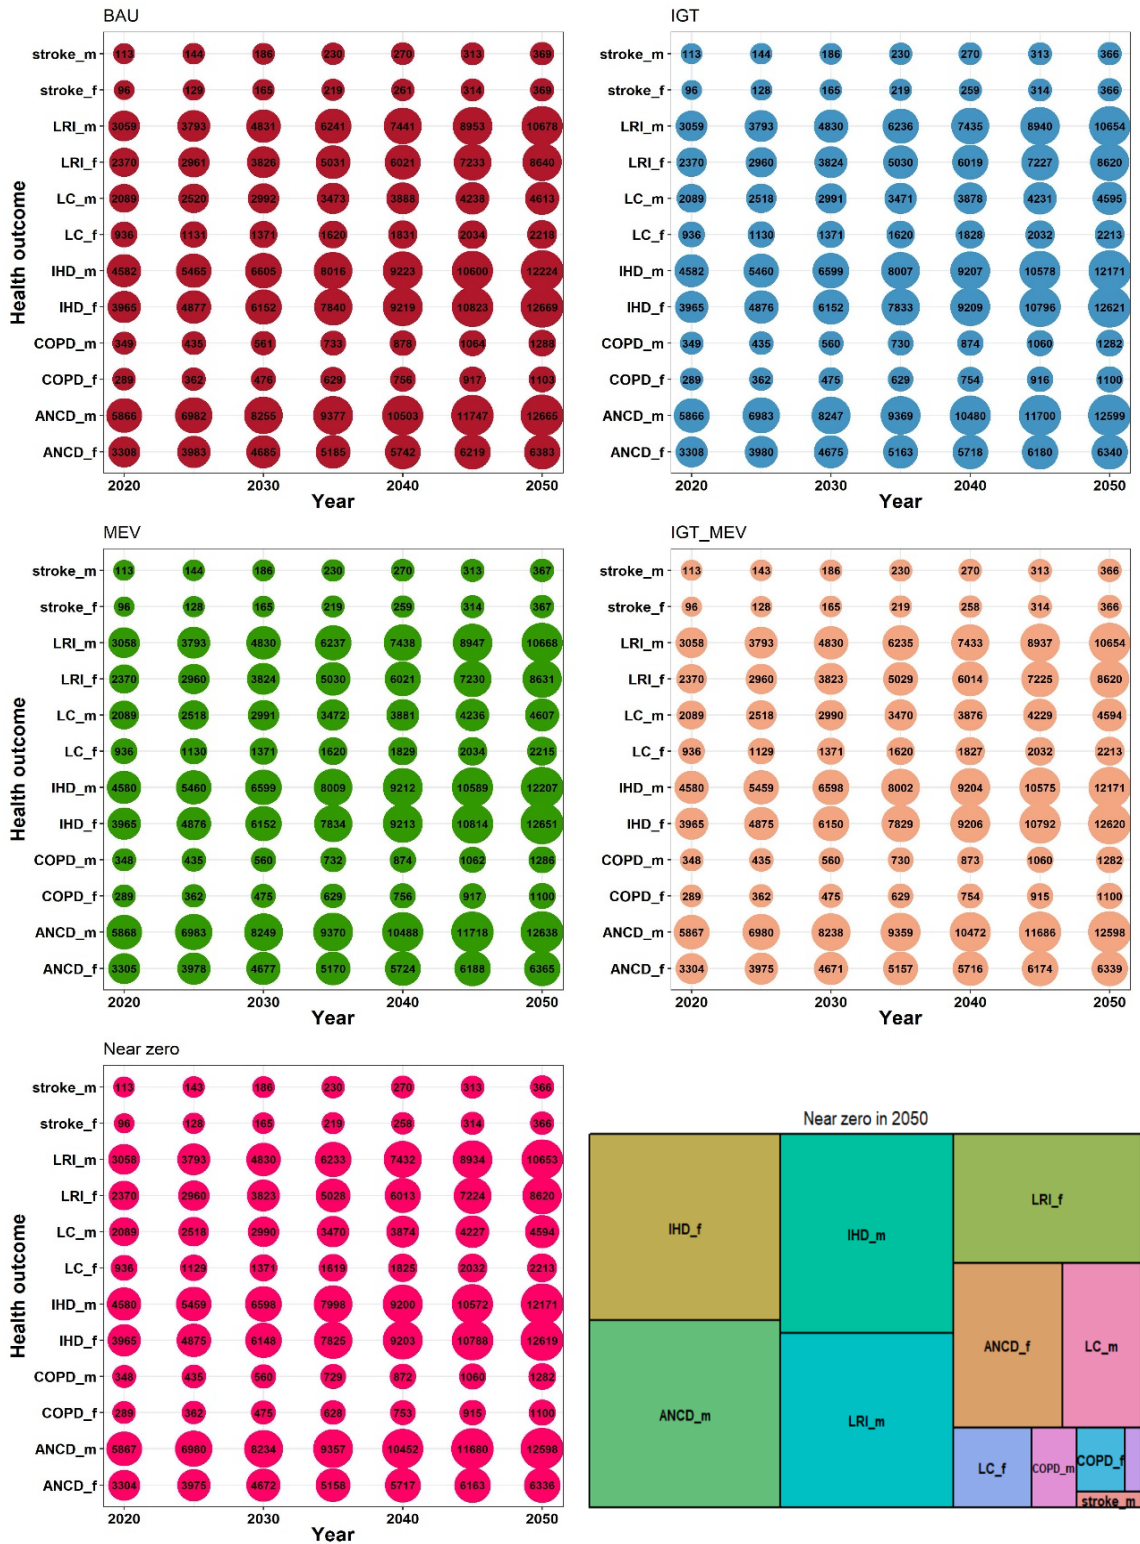 BAU
Health outcome
stroke_m 113 144 186 230 270 313 369
stroke_f 96 129 165 219 261 314 369
LRI_m 3059 3793 4831 6241 7441 8953 10678
LRI_f 2370 2961 3826 5031 6021 7233 8640
LC_m 2089 2520 2992 3473 3888 4238 4613
LC_f 936 1131 1371 1620 1831 2034 2218
IHD_m 4582 5465 6605 8016 9223 10600 12224
IHD_f 3965 4877 6152 7840 9219 10823 12669
COPD_m 349 435 561 733 878 1064 1288
COPD_f 289 362 476 629 756 917 1103
ANCD_m 5866 6982 8255 9377 10503 11747 12665
ANCD_f 3308 3983 4685 5185 5742 6219 6383
2020 2030 2040 2050
Year
IGT
stroke_m 113 144 186 230 270 313 366
stroke_f 96 128 165 219 259 314 366
LRI_m 3059 3793 4830 6236 7435 8940 10654
LRI_f 2370 2960 3824 5030 6019 7227 8620
LC_m 2089 2518 2991 3471 3878 4231 4595
LC_f 936 1130 1371 1620 1828 2032 2213
IHD_m 4582 5460 6599 8007 9207 10578 12171
IHD_f 3965 4876 6152 7833 9209 10796 12621
COPD_m 349 435 560 730 874 1060 1282
COPD_f 289 362 475 629 754 916 1100
ANCD_m 5866 6983 8247 9369 10480 11700 12599
ANCD_f 3308 3980 4675 5163 5718 6180 6340
2020 2030 2040 2050
Year
MEV
Health outcome
stroke_m 113 144 186 230 270 313 367
stroke_f 96 128 165 219 259 314 367
LRI_m 3058 3793 4830 6237 7438 8947 10668
LRI_f 2370 2960 3824 5030 6021 7230 8631
LC_m 2089 2518 2991 3472 3881 4236 4607
LC_f 936 1130 1371 1620 1829 2034 2215
IHD_m 4580 5460 6599 8009 9212 10589 12207
IHD_f 3965 4876 6152 7834 9213 10814 12651
COPD_m 348 435 560 732 874 1062 1286
COPD_f 289 362 475 629 756 917 1100
ANCD_m 5868 6983 8249 9370 10488 11718 12638
ANCD_f 3305 3978 4677 5170 5724 6188 6365
2020 2030 2040 2050
Year
IGT_MEV
stroke_m 113 143 186 230 270 313 366
stroke_f 96 128 165 219 258 314 366
LRI_m 3058 3793 4830 6235 7433 8937 10654
LRI_f 2370 2960 3823 5029 6014 7225 8620
LC_m 2089 2518 2990 3470 3876 4229 4594
LC_f 936 1129 1371 1620 1827 2032 2213
IHD_m 4580 5459 6598 8002 9204 10575 12171
IHD_f 3965 4875 6150 7829 9206 10792 12620
COPD_m 348 435 560 730 873 1060 1282
COPD_f 289 362 475 629 754 915 1100
ANCD_m 5867 6980 8238 9359 10472 11686 12598
ANCD_f 3304 3975 4671 5157 5716 6174 6339
2020 2030 2040 2050
Year
Near zero
Health outcome
stroke_m 113 143 186 230 270 313 366
stroke_f 96 128 165 219 258 314 366
LRI_m 3058 3793 4830 6233 7432 8934 10653
LRI_f 2370 2960 3823 5028 6013 7224 8620
LC_m 2089 2518 2990 3470 3874 4227 4594
LC_f 936 1129 1371 1619 1825 2032 2213
IHD_m 4580 5459 6598 7998 9200 10572 12171
IHD_f 3965 4875 6148 7825 9203 10788 12619
COPD_m 348 435 560 729 872 1060 1282
COPD_f 289 362 475 628 753 915 1100
ANCD_m 5867 6980 8234 9357 10452 11680 12598
ANCD_f 3304 3975 4672 5158 5717 6163 6336
2020 2030 2040 2050
Year
Near zero in 2050
IHD_f
IHD_m
LRI_f
ANCD_m
LRI_m
ANCD_f
LC_m
LC_f
COPD_m
COPD_f
stroke_m